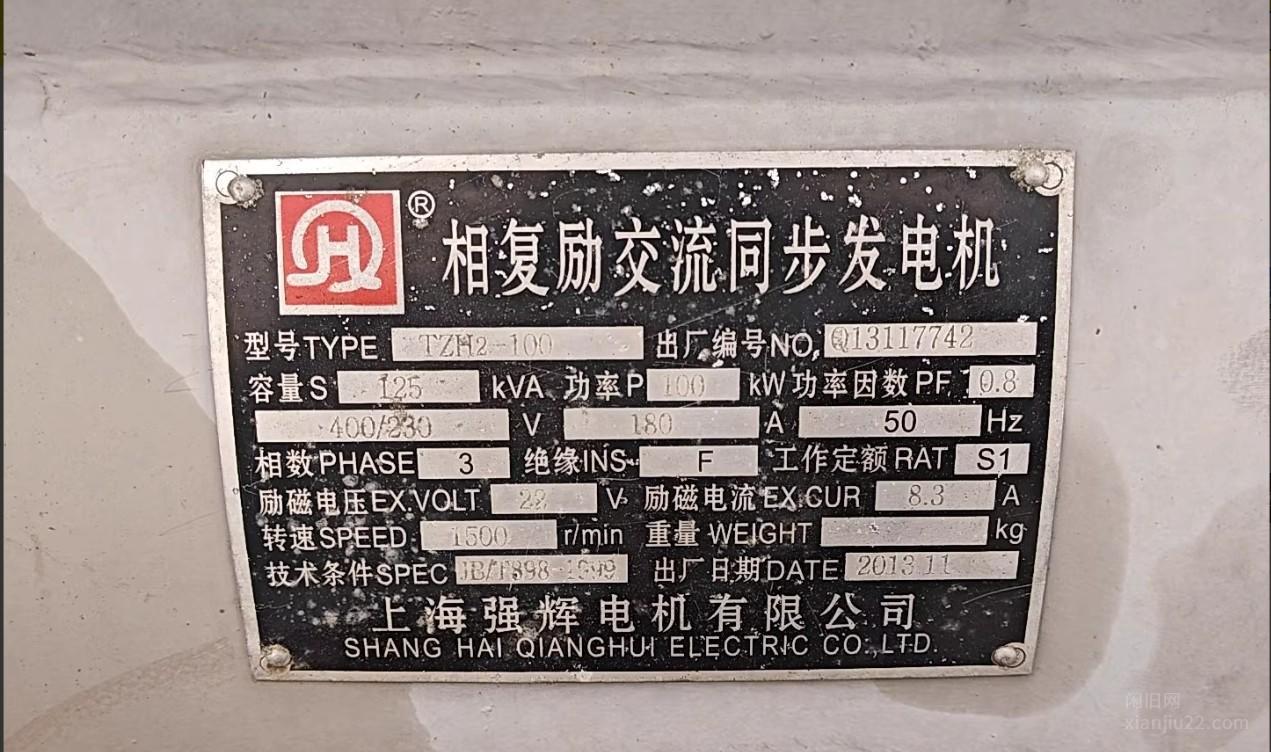 H ® 相复励交流同步发电机
型号TYPE TZH2-100 出厂编号NO, Q13117742
容量S 125 kVA 功率P 100 kW 功率因数 PF 0.8
400/230 V 180 A 50 Hz
相数PHASE 3 绝缘INS F 工作定额RAT S1
励磁电压EX.VOLT V 励磁电流EX.CUR 8.3 A
转速SPEED 1500 r/min 重量WEIGHT kg
技术条件SPEC JB/T898-1999 出厂日期DATE 2013 11
上海强辉电机有限公司
SHANG HAI QIANGHUI ELECTRIC CO.,LTD.
闲旧网
xianjiu22.com